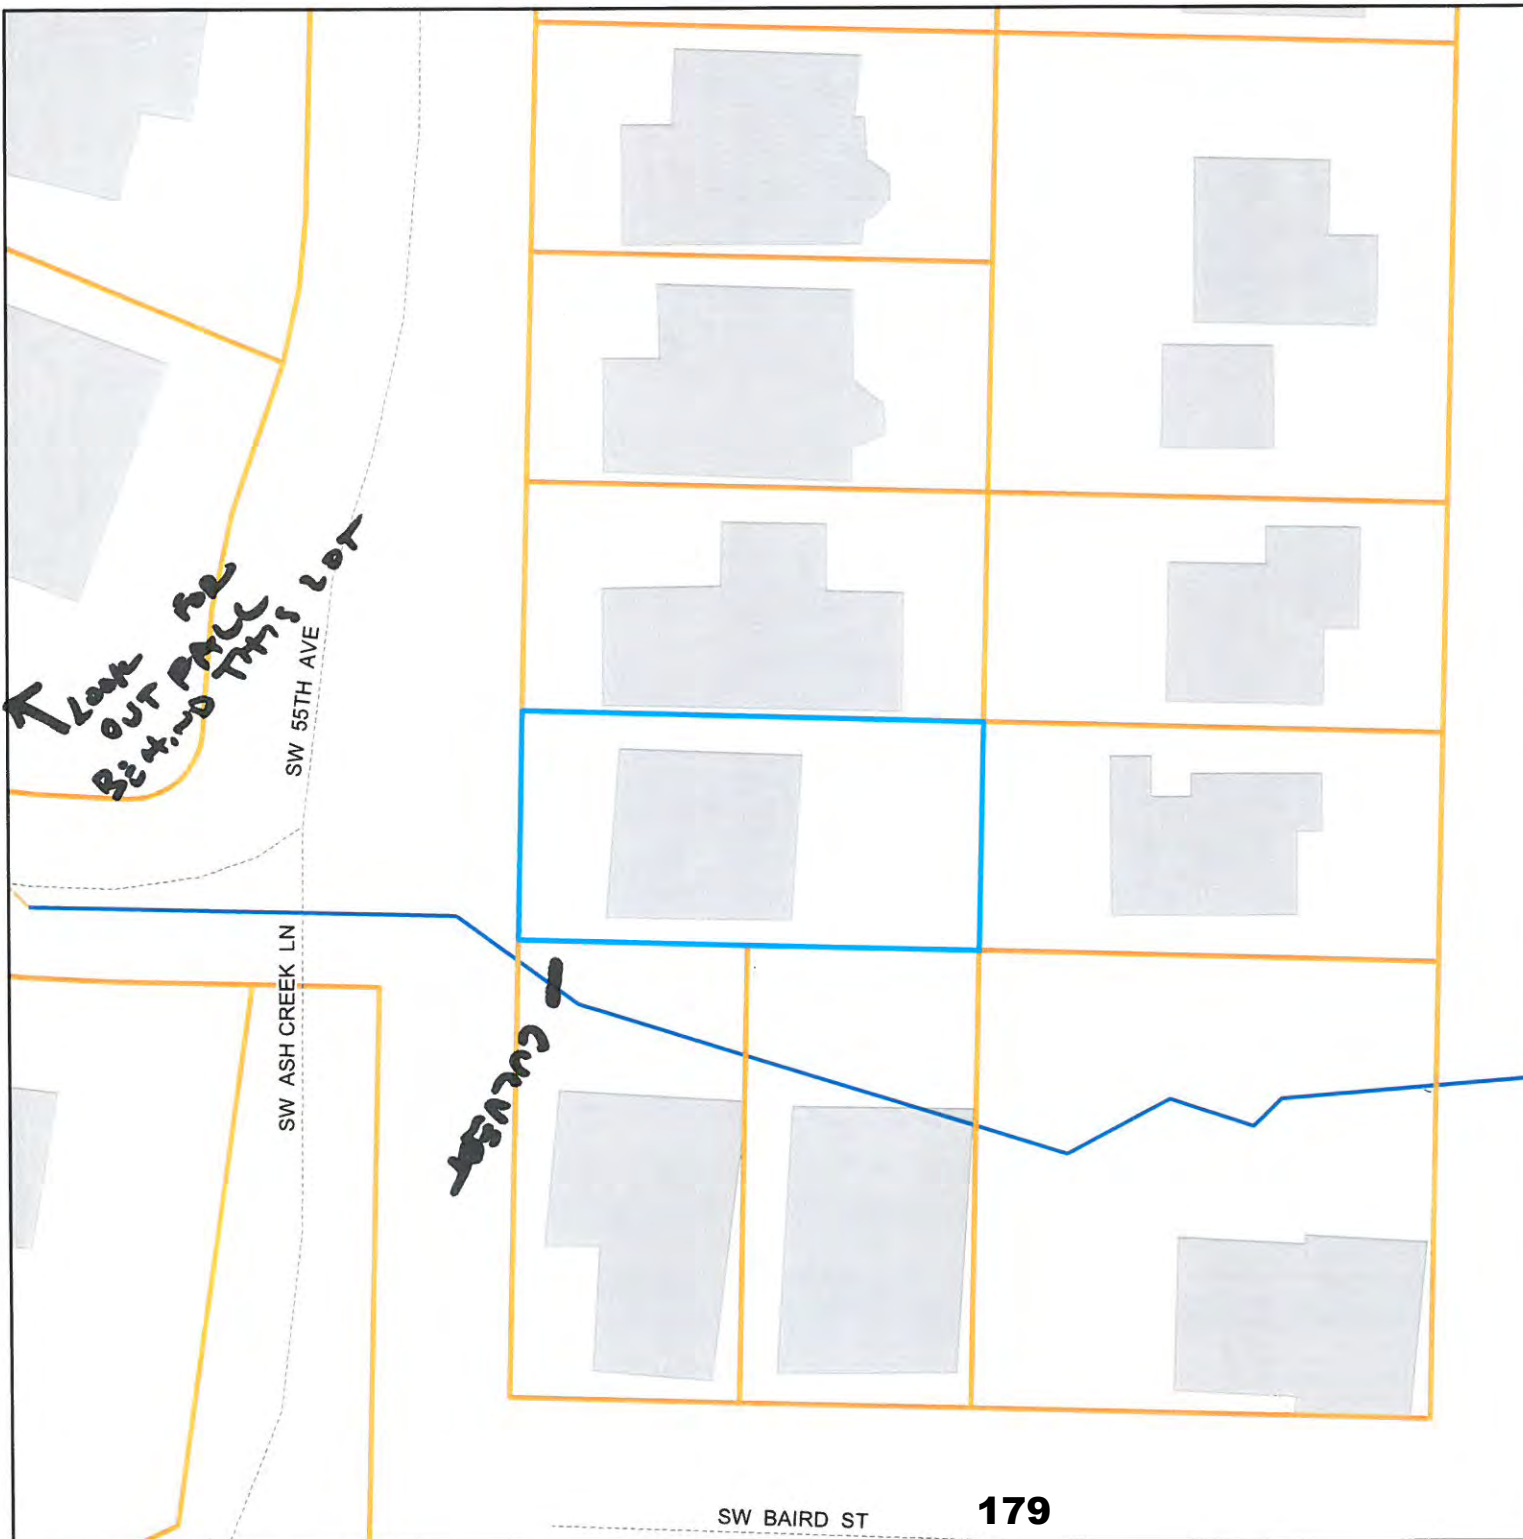 LOOK FOR
OUT FALL
BEHIND THIS LOT
SW 55TH AVE
SW ASH CREEK LN
CULVERT
SW BAIRD ST
179